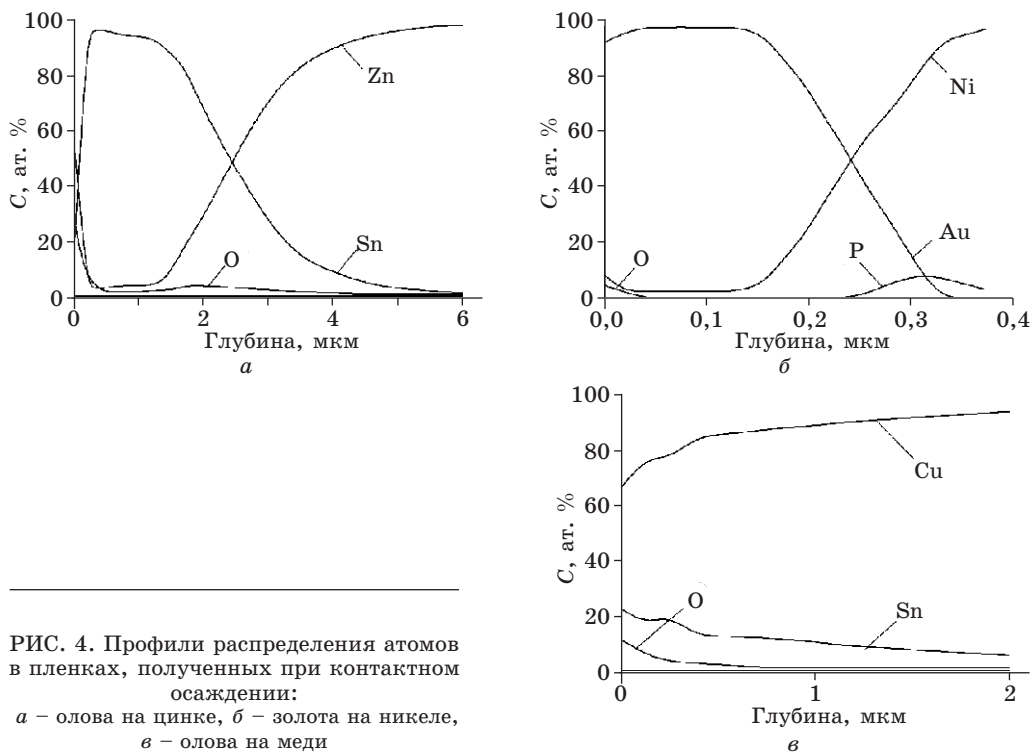 100
80
60
40
20
0
C, ат. %
Zn
Sn
O
0
2
4
6
Глубина, мкм
а
100
80
60
40
20
0
C, ат. %
Ni
Au
P
O
0,0
0,1
0,2
0,3
0,4
Глубина, мкм
б
100
80
60
40
20
0
C, ат. %
Cu
O
Sn
0
1
2
Глубина, мкм
в
РИС. 4. Профили распределения атомов
в пленках, полученных при контактном
осаждении:
а – олова на цинке, б – золота на никеле,
в – олова на меди